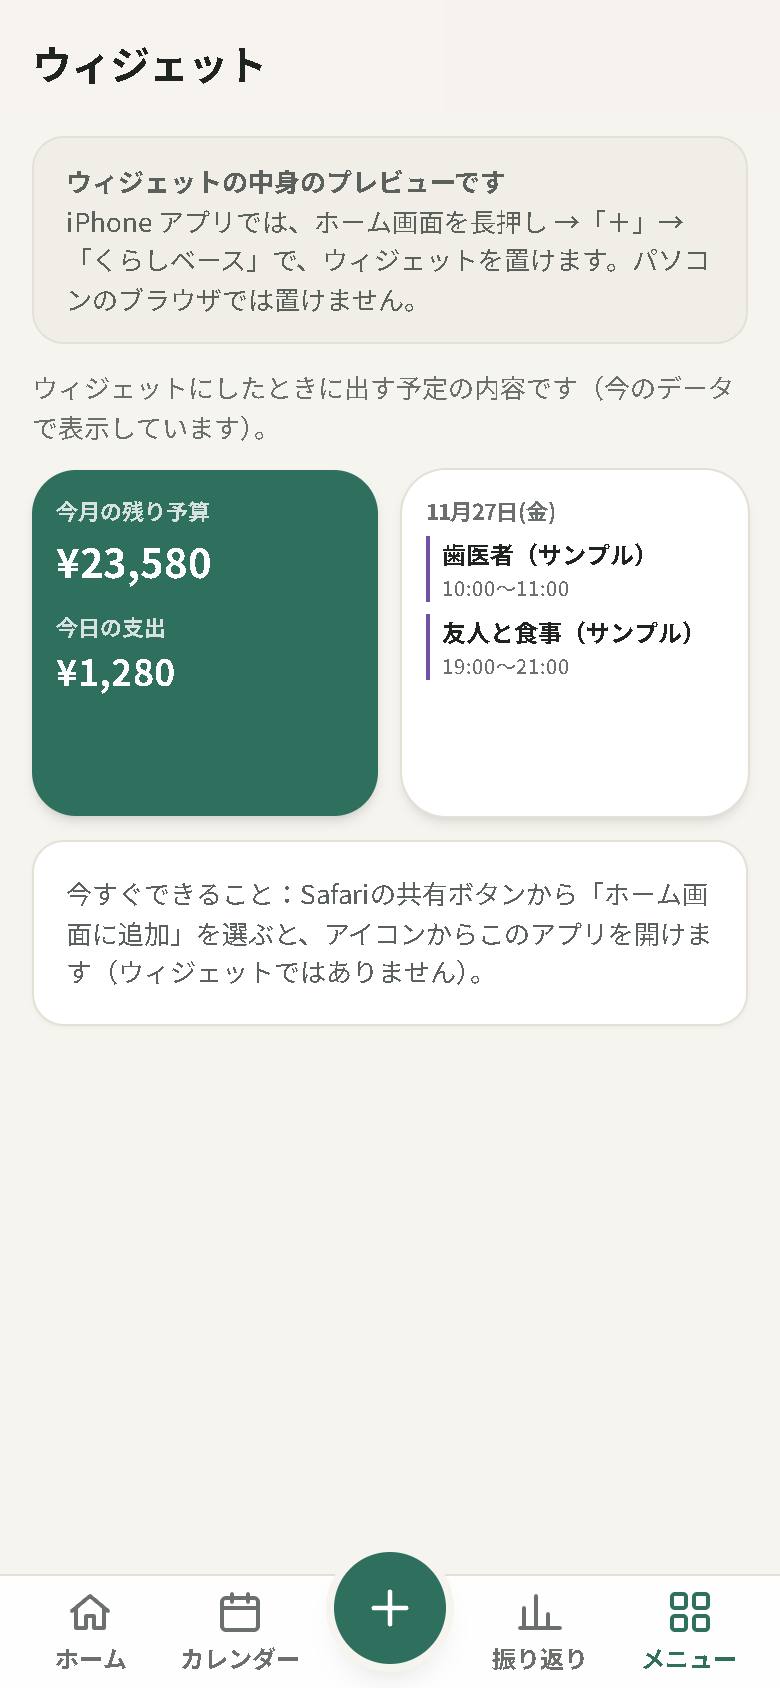 ウィジェット
ウィジェットの中身のプレビューです
iPhone アプリでは、ホーム画面を長押し →「＋」→
「くらしベース」で、ウィジェットを置けます。パソコ
ンのブラウザでは置けません。
ウィジェットにしたときに出す予定の内容です（今のデータ
で表示しています）。
今月の残り予算
¥23,580
今日の支出
¥1,280
11月27日(金)
歯医者（サンプル）
10:00〜11:00
友人と食事（サンプル）
19:00〜21:00
今すぐできること：Safariの共有ボタンから「ホーム画
面に追加」を選ぶと、アイコンからこのアプリを開けま
す（ウィジェットではありません）。
ホーム
カレンダー
振り返り
メニュー